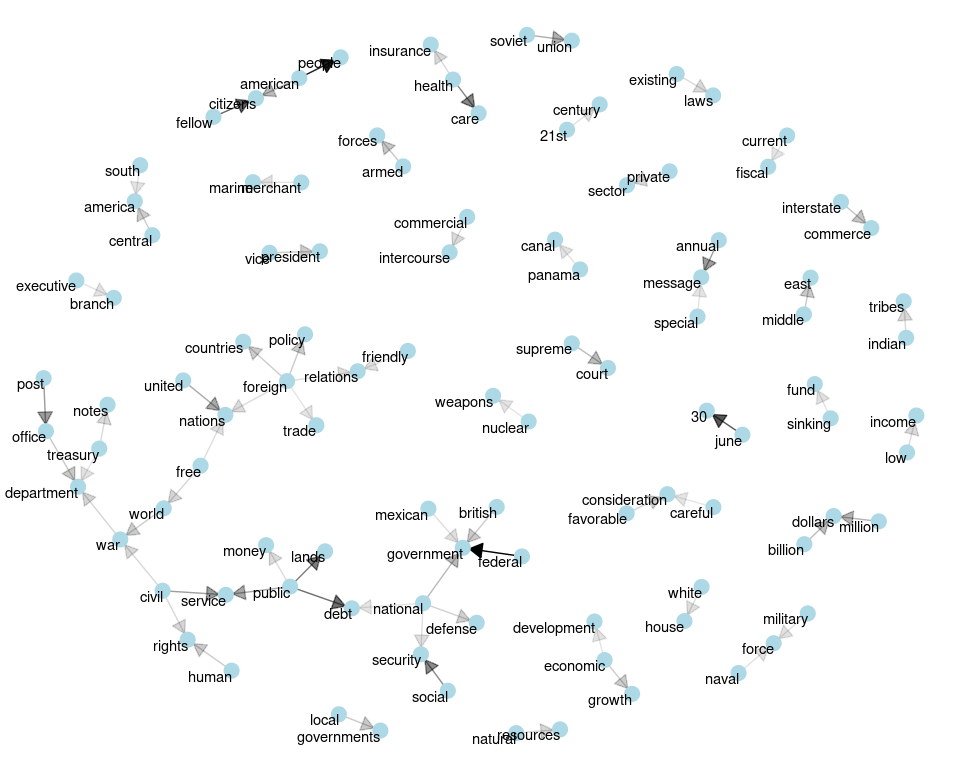 soviet
union
insurance
people
health
american
existing
laws
citizens
fellow
care
century
21st
forces
armed
current
fiscal
south
america
central
marine
merchant
private
sector
interstate
commerce
commercial
intercourse
vice
president
canal
panama
annual
message
special
executive
branch
east
middle
tribes
indian
countries
policy
foreign
relations
friendly
supreme
court
post
office
notes
treasury
department
united
nations
trade
weapons
nuclear
30
june
fund
sinking
income
low
free
world
war
mexican
british
government
federal
consideration
favorable
careful
dollars
million
billion
money
lands
public
civil
service
debt
national
defense
security
social
rights
human
development
economic
growth
white
house
military
force
naval
local
governments
natural
resources